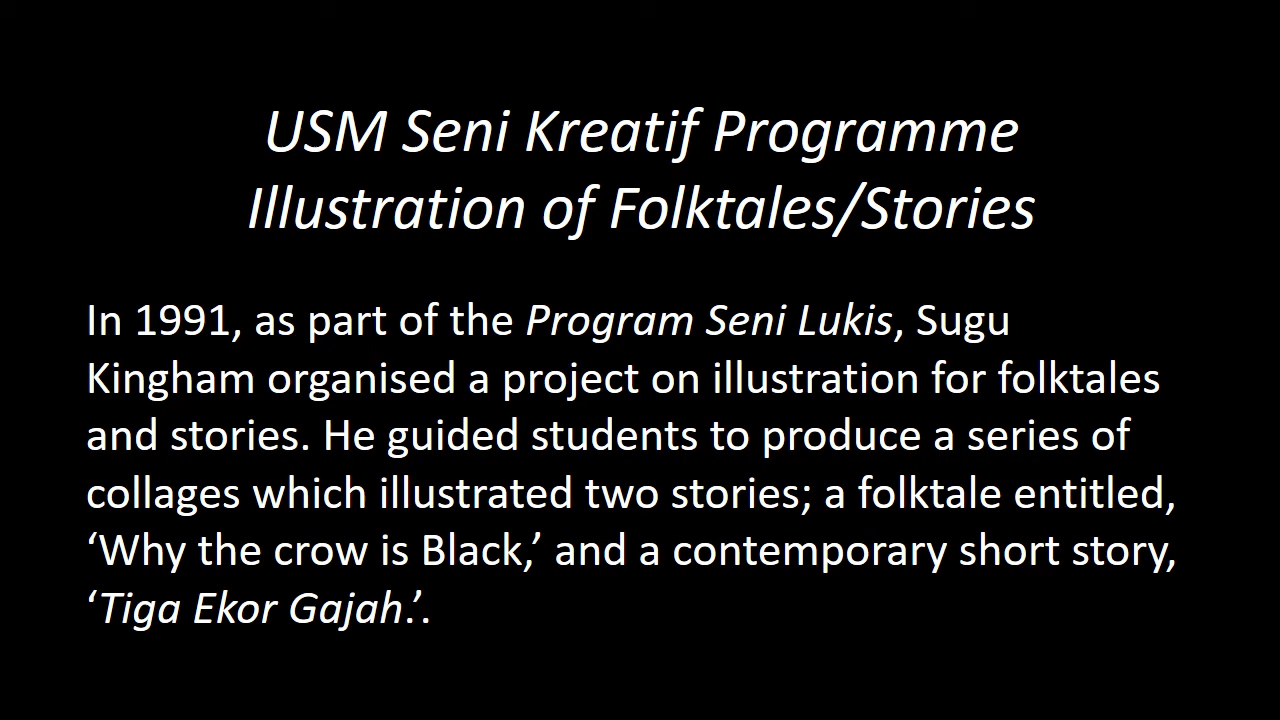 USM Seni Kreatif Programme
Illustration of Folktales/Stories
In 1991, as part of the Program Seni Lukis, Sugu
Kingham organised a project on illustration for folktales
and stories. He guided students to produce a series of
collages which illustrated two stories; a folktale entitled,
‘Why the crow is Black,’ and a contemporary short story,
‘Tiga Ekor Gajah.’.